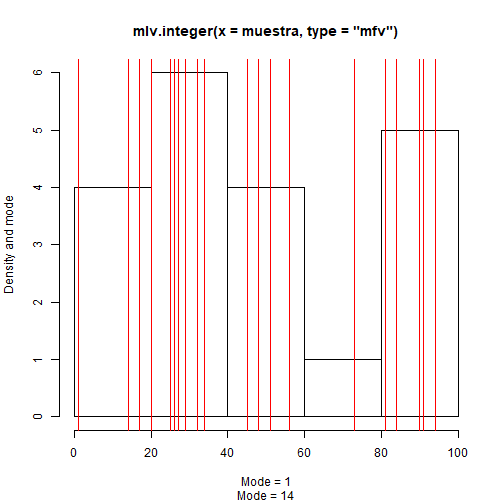 mlv.integer(x = muestra, type = "mfv")
6
5
4
3
2
1
0
Density and mode
0 20 40 60 80 100
Mode = 1
Mode = 14